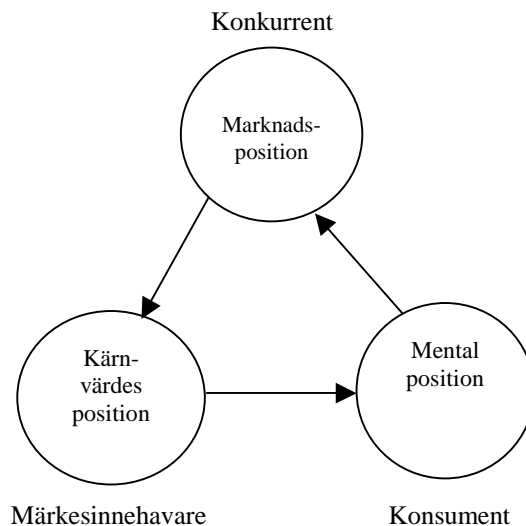 Konkurrent
Marknads-
position
Kärn-
värdes
position
Mental
position
Märkesinnehavare
Konsument